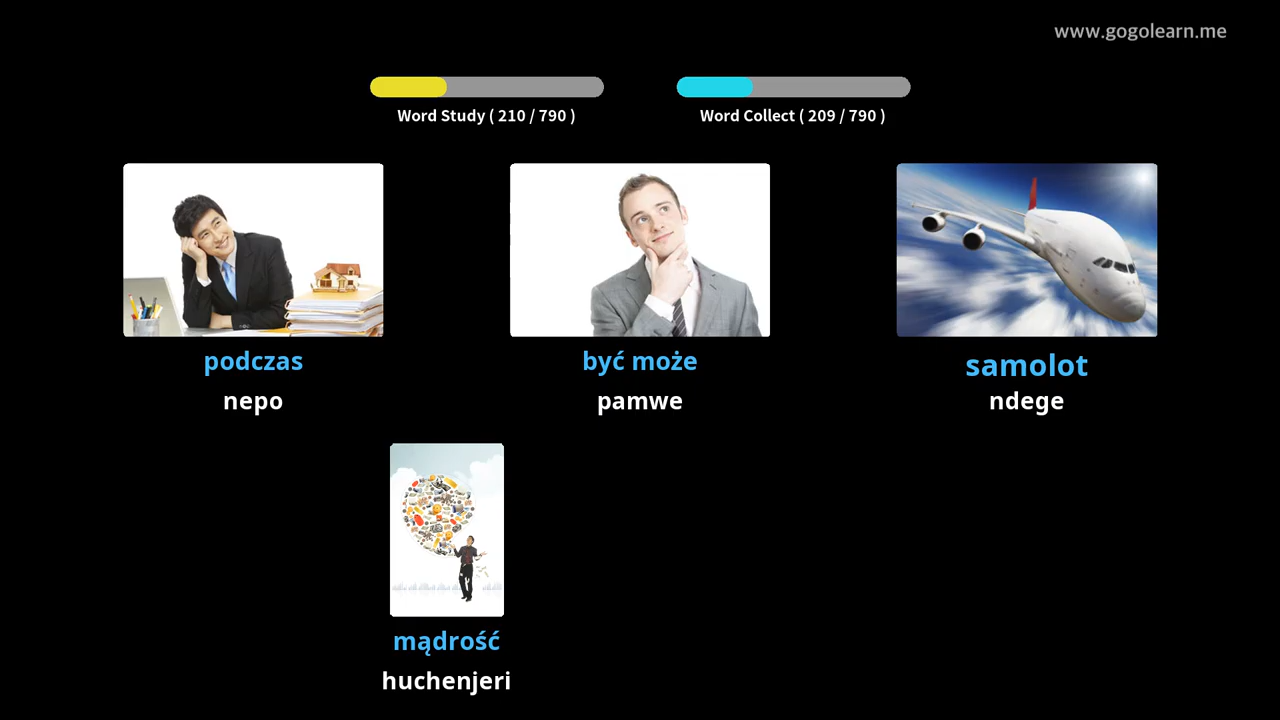 www.gogolearn.me
Word Study ( 210 / 790 )
Word Collect ( 209 / 790 )
podczas
nepo
być może
pamwe
samolot
ndege
mądrość
huchenjeri